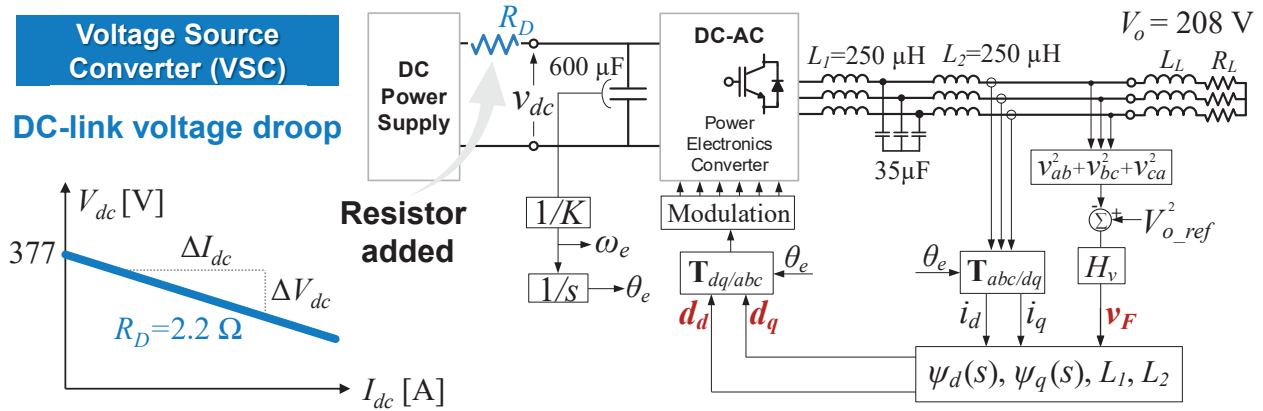 Voltage Source
Converter (VSC)
DC-link voltage droop
V_dc [V]
377
ΔI_dc
ΔV_dc
R_D=2.2 Ω
I_dc [A]
DC
Power
Supply
R_D
v_dc
600 μF
Resistor
added
1/K
ω_e
1/s
θ_e
DC-AC
Power
Electronics
Converter
Modulation
T_dq/abc
θ_e
d_d
d_q
L_1=250 μH
L_2=250 μH
35μF
V_o = 208 V
L_L
R_L
v²_ab+v²_bc+v²_ca
-
+
Σ
V²_o_ref
H_v
θ_e
T_abc/dq
i_d
i_q
v_F
ψ_d(s), ψ_q(s), L_1, L_2